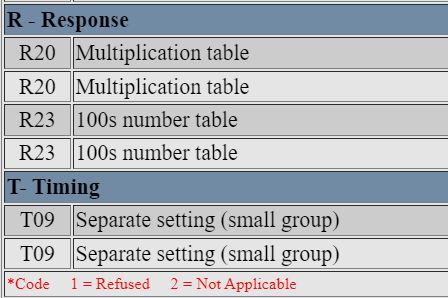 R - Response
R20 Multiplication table
R20 Multiplication table
R23 100s number table
R23 100s number table
T- Timing
T09 Separate setting (small group)
T09 Separate setting (small group)
*Code 1 = Refused 2 = Not Applicable